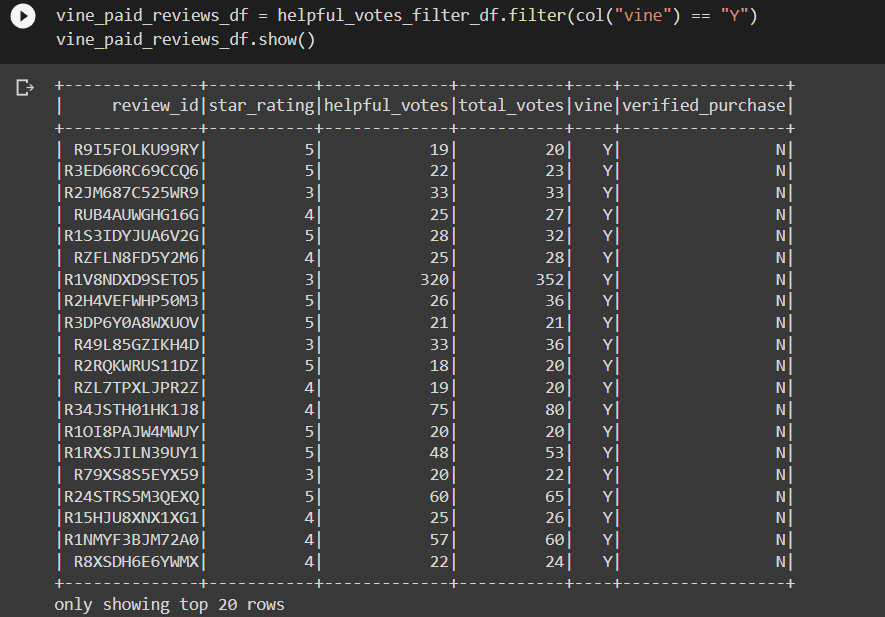 vine_paid_reviews_df = helpful_votes_filter_df.filter(col("vine") == "Y")
vine_paid_reviews_df.show()
+--------------+-----------+-------------+-----------+----+-----------------+
|     review_id|star_rating|helpful_votes|total_votes|vine|verified_purchase|
+--------------+-----------+-------------+-----------+----+-----------------+
| R9I5FOLKU99RY|          5|           19|         20|   Y|                N|
|R3ED60RC69CCQ6|          5|           22|         23|   Y|                N|
|R2JM687C525WR9|          3|           33|         33|   Y|                N|
| RUB4AUWGHG16G|          4|           25|         27|   Y|                N|
|R1S3IDYJUA6V2G|          5|           28|         32|   Y|                N|
| RZFLN8FD5Y2M6|          4|           25|         28|   Y|                N|
|R1V8NDXD9SETO5|          3|          320|        352|   Y|                N|
|R2H4VEFWHP50M3|          5|           26|         36|   Y|                N|
|R3DP6Y0A8WXUOV|          5|           21|         21|   Y|                N|
| R49L85GZIKH4D|          3|           33|         36|   Y|                N|
| R2RQKWRUS11DZ|          5|           18|         20|   Y|                N|
| RZL7TPXLJPR2Z|          4|           19|         20|   Y|                N|
|R34JSTH01HK1J8|          4|           75|         80|   Y|                N|
|R1OI8PAJW4MWUY|          5|           20|         20|   Y|                N|
|R1RXSJILN39UY1|          5|           48|         53|   Y|                N|
| R79XS8S5EYX59|          3|           20|         22|   Y|                N|
|R24STRS5M3QEXQ|          5|           60|         65|   Y|                N|
|R15HJU8XNX1XG1|          4|           25|         26|   Y|                N|
|R1NMYF3BJM72A0|          4|           57|         60|   Y|                N|
| R8XSDH6E6YWMX|          4|           22|         24|   Y|                N|
+--------------+-----------+-------------+-----------+----+-----------------+
only showing top 20 rows